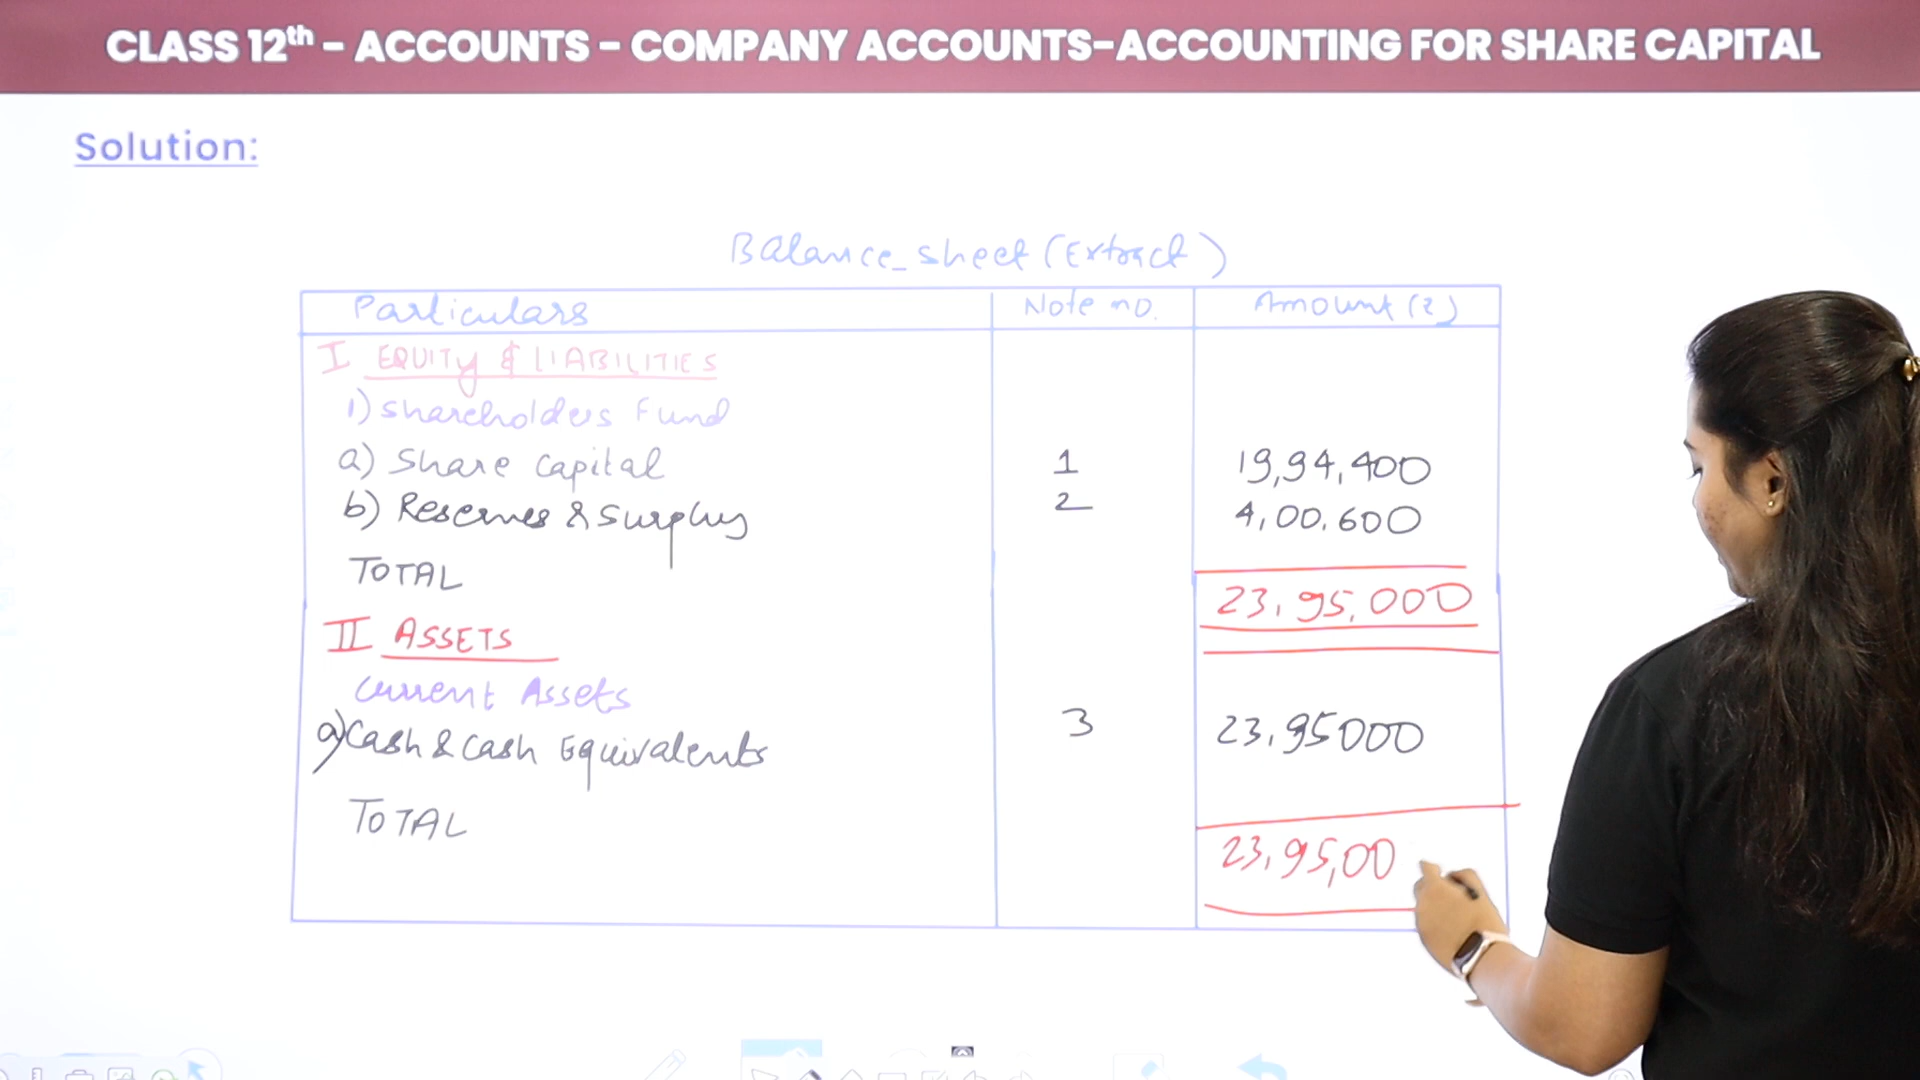 CLASS 12th - ACCOUNTS - COMPANY ACCOUNTS-ACCOUNTING FOR SHARE CAPITAL
Solution:
Balance sheet (Extract)
Particulars Note no. Amount (₹)
I EQUITY & LIABILITIES
1) Shareholders Fund
a) Share Capital 1 19,94,400
b) Reserves & Surplus 2 4,00,600
TOTAL 23,95,000
II ASSETS
Current Assets
a) Cash & Cash Equivalents 3 23,95000
TOTAL 23,95,00